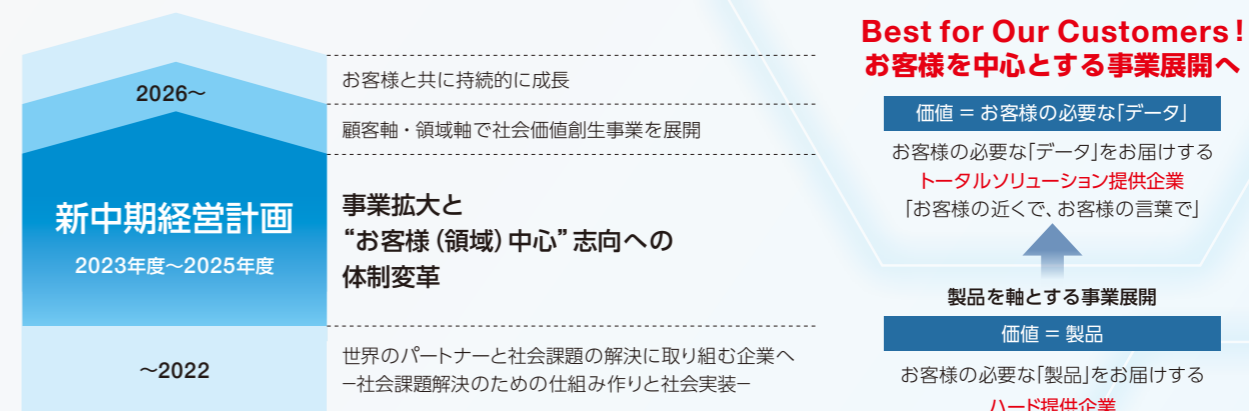 2026～
お客様と共に持続的に成長
顧客軸・領域軸で社会価値創生事業を展開
新中期経営計画
2023年度～2025年度
事業拡大と
“お客様（領域）中心”志向への
体制変革
～2022
世界のパートナーと社会課題の解決に取り組む企業へ
−社会課題解決のための仕組み作りと社会実装−
Best for Our Customers！
お客様を中心とする事業展開へ
価値 = お客様の必要な「データ」
お客様の必要な「データ」をお届けする
トータルソリューション提供企業
「お客様の近くで、お客様の言葉で」
製品を軸とする事業展開
価値 = 製品
お客様の必要な「製品」をお届けする
ハード提供企業